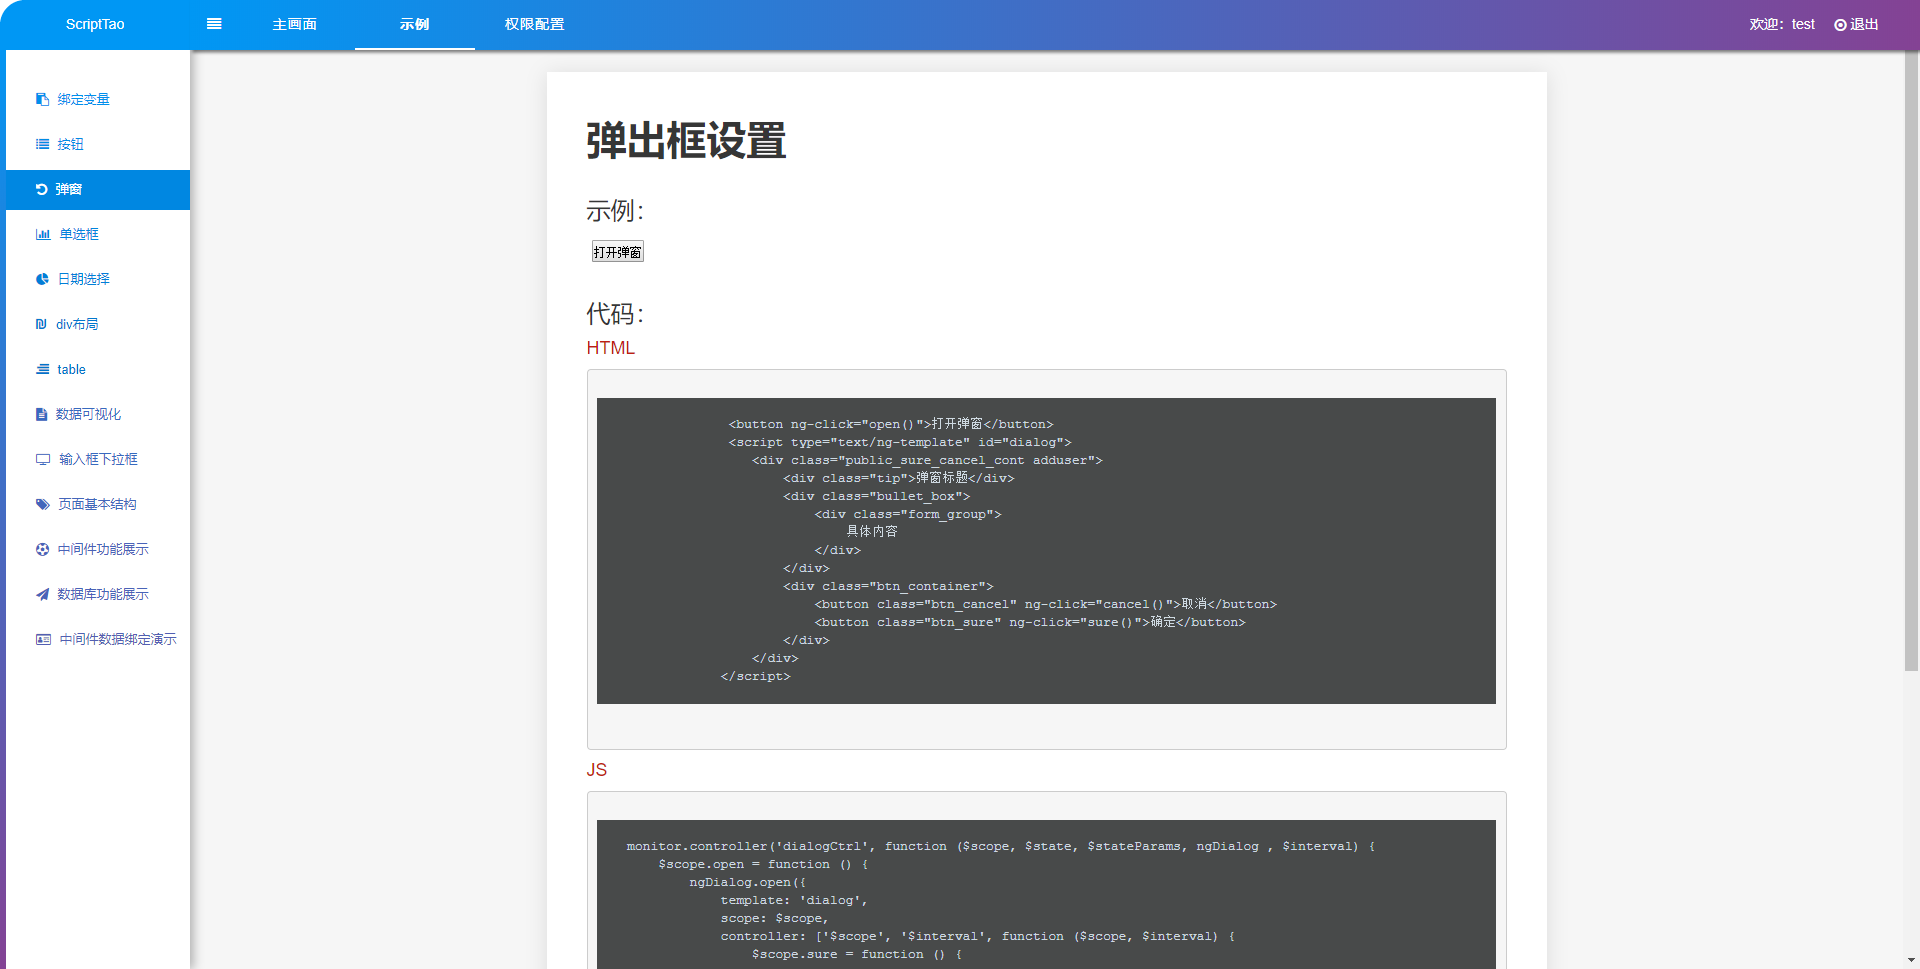 ScriptTao 主画面 示例 权限配置 欢迎：test 退出
绑定变量
按钮
弹窗
单选框
日期选择
div布局
table
数据可视化
输入框下拉框
页面基本结构
中间件功能展示
数据库功能展示
中间件数据绑定演示
弹出框设置
示例：
打开弹窗
代码：
HTML
<button ng-click="open()">打开弹窗</button>
<script type="text/ng-template" id="dialog">
<div class="public_sure_cancel_cont adduser">
<div class="tip">弹窗标题</div>
<div class="bullet_box">
<div class="form_group">
具体内容
</div>
</div>
<div class="btn_container">
<button class="btn_cancel" ng-click="cancel()">取消</button>
<button class="btn_sure" ng-click="sure()">确定</button>
</div>
</div>
</script>
JS
monitor.controller('dialogCtrl', function ($scope, $state, $stateParams, ngDialog , $interval) {
$scope.open = function () {
ngDialog.open({
template: 'dialog',
scope: $scope,
controller: ['$scope', '$interval', function ($scope, $interval) {
$scope.sure = function () {